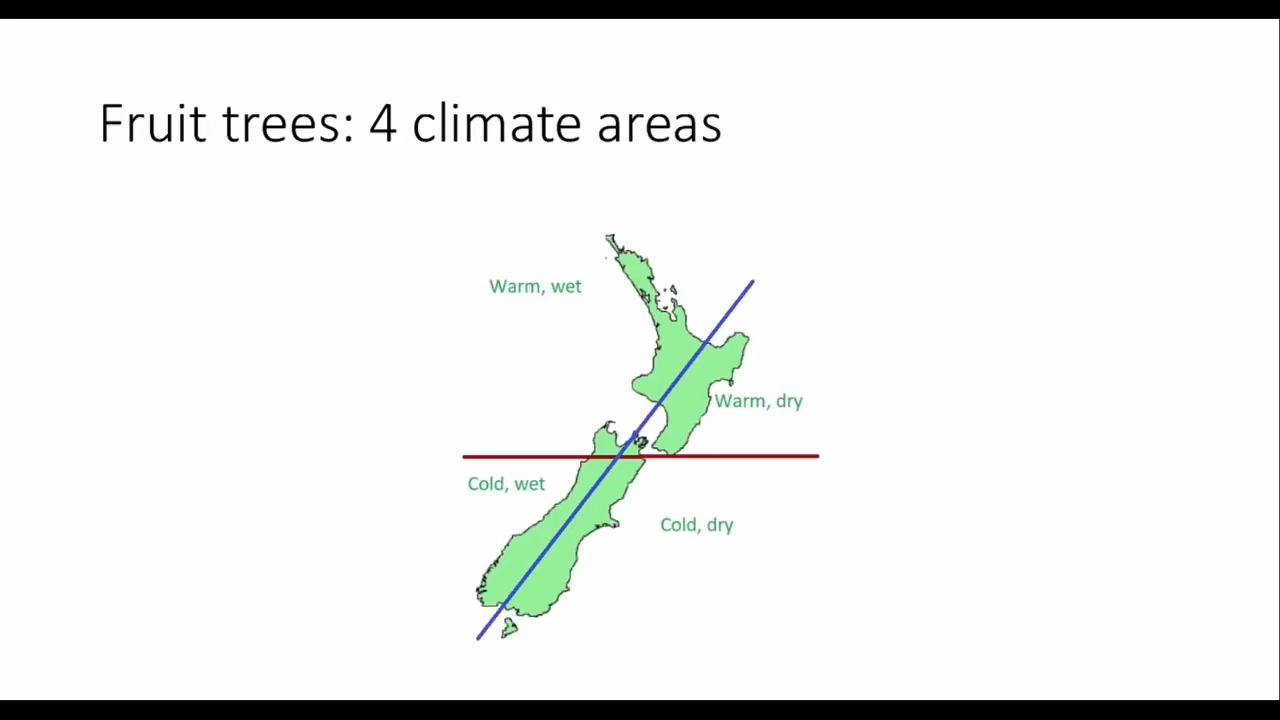 Fruit trees: 4 climate areas
Warm, wet
Warm, dry
Cold, wet
Cold, dry